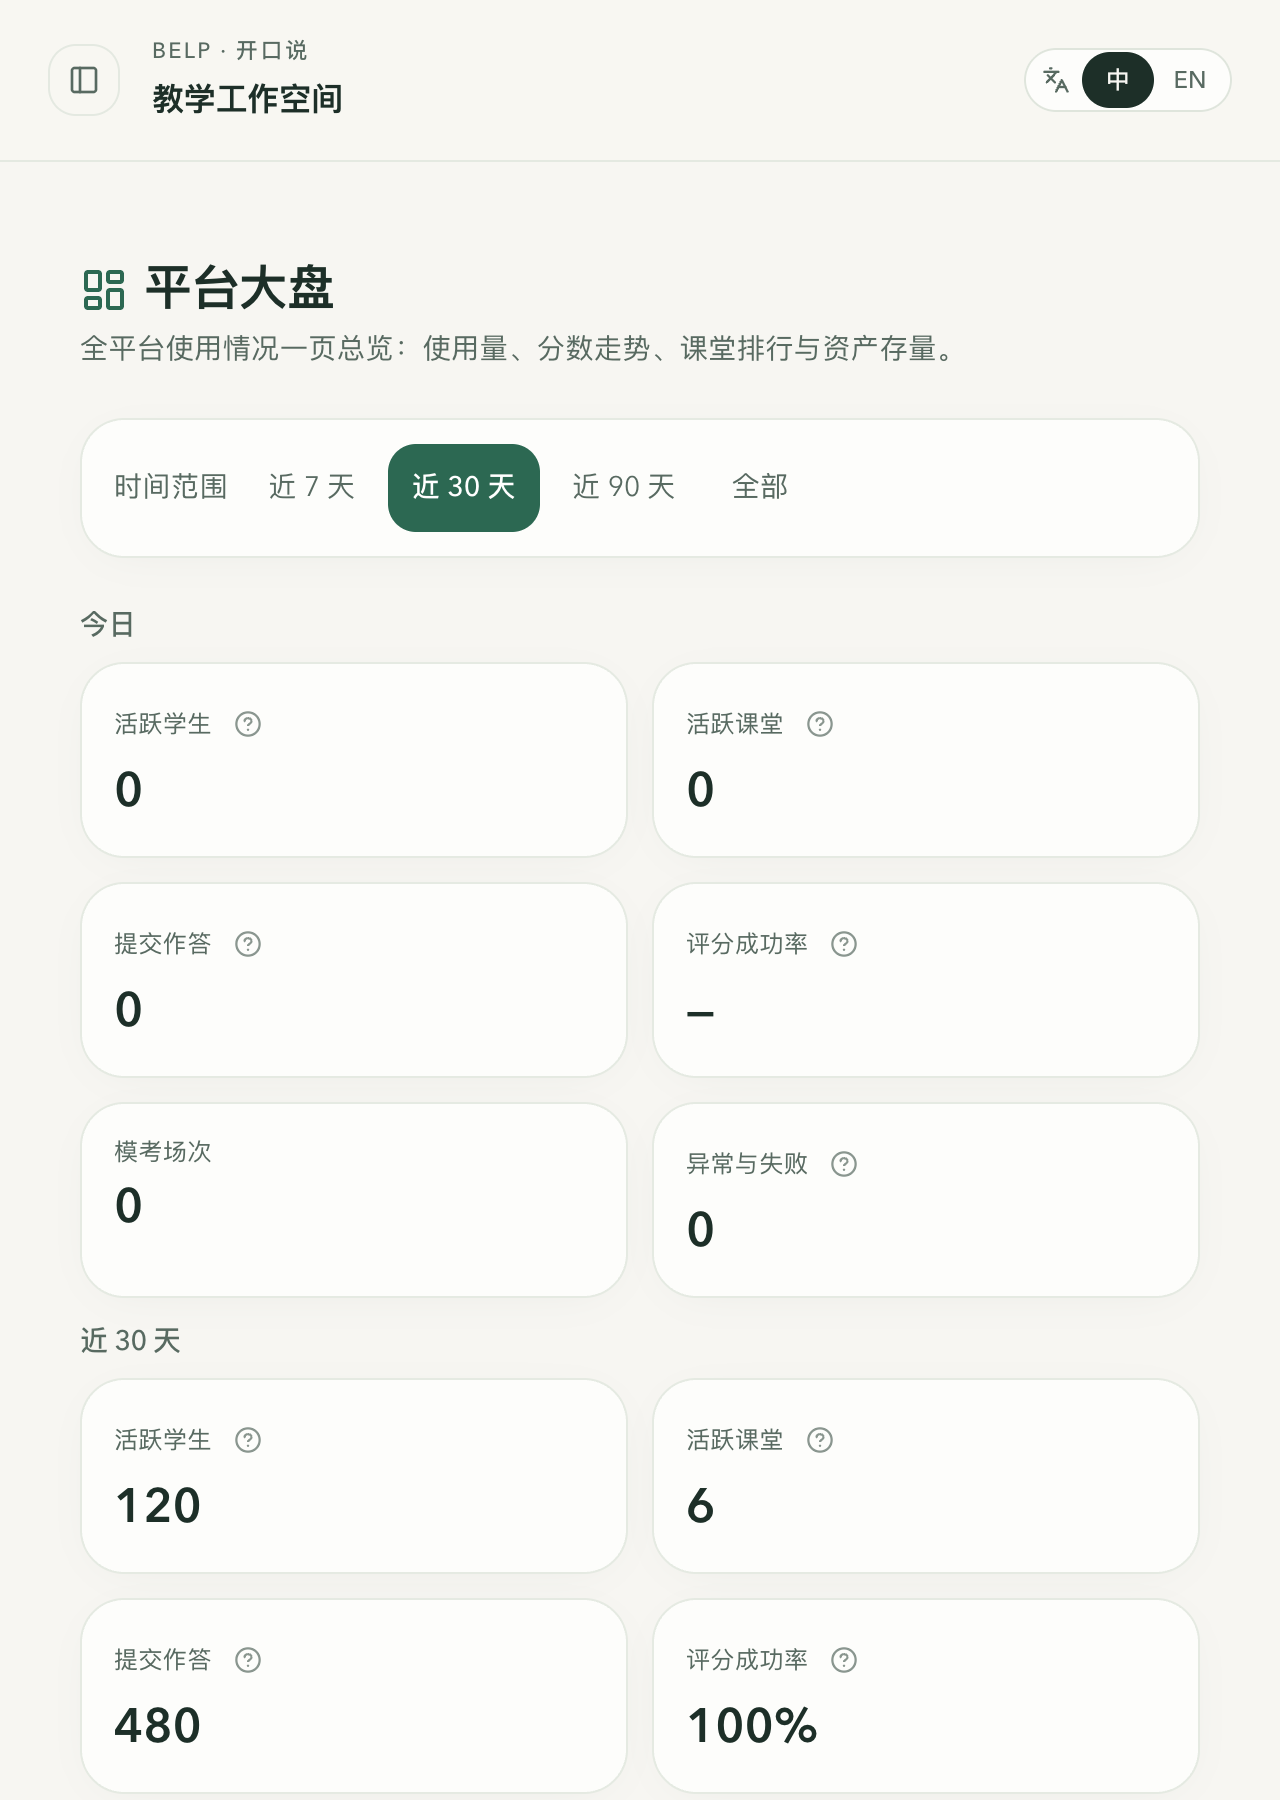 BELP · 开口说
教学工作空间
中 EN
平台大盘
全平台使用情况一页总览：使用量、分数走势、课堂排行与资产存量。
时间范围 近 7 天 近 30 天 近 90 天 全部
今日
活跃学生 活跃课堂
0 0
提交作答 评分成功率
0 –
模考场次 异常与失败
0 0
近 30 天
活跃学生 活跃课堂
120 6
提交作答 评分成功率
480 100%